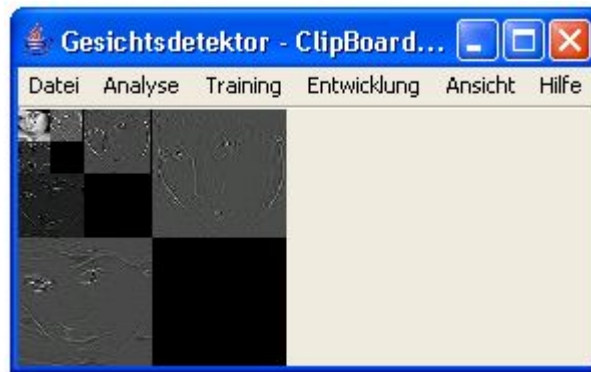 Gesichtsdetektor - ClipBoard...
Datei Analyse Training Entwicklung Ansicht Hilfe